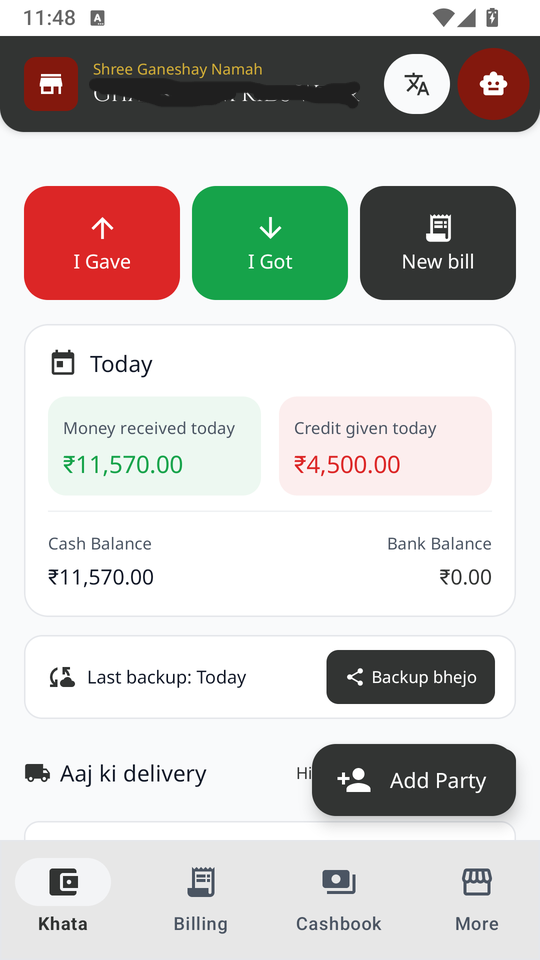 11:48
Shree Ganeshay Namah
I Gave
I Got
New bill
Today
Money received today
Credit given today
₹11,570.00
₹4,500.00
Cash Balance
Bank Balance
₹11,570.00
₹0.00
Last backup: Today
Backup bhejo
Aaj ki delivery
Add Party
Khata
Billing
Cashbook
More